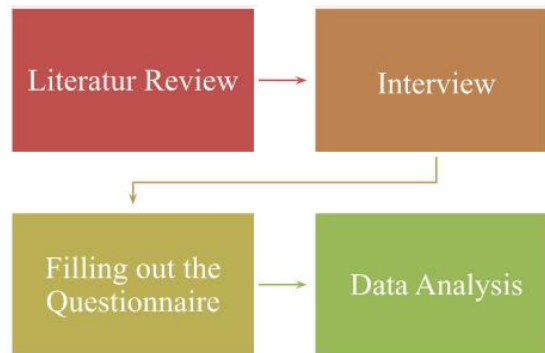 Literatur Review
Interview
Filling out the
Questionnaire
Data Analysis